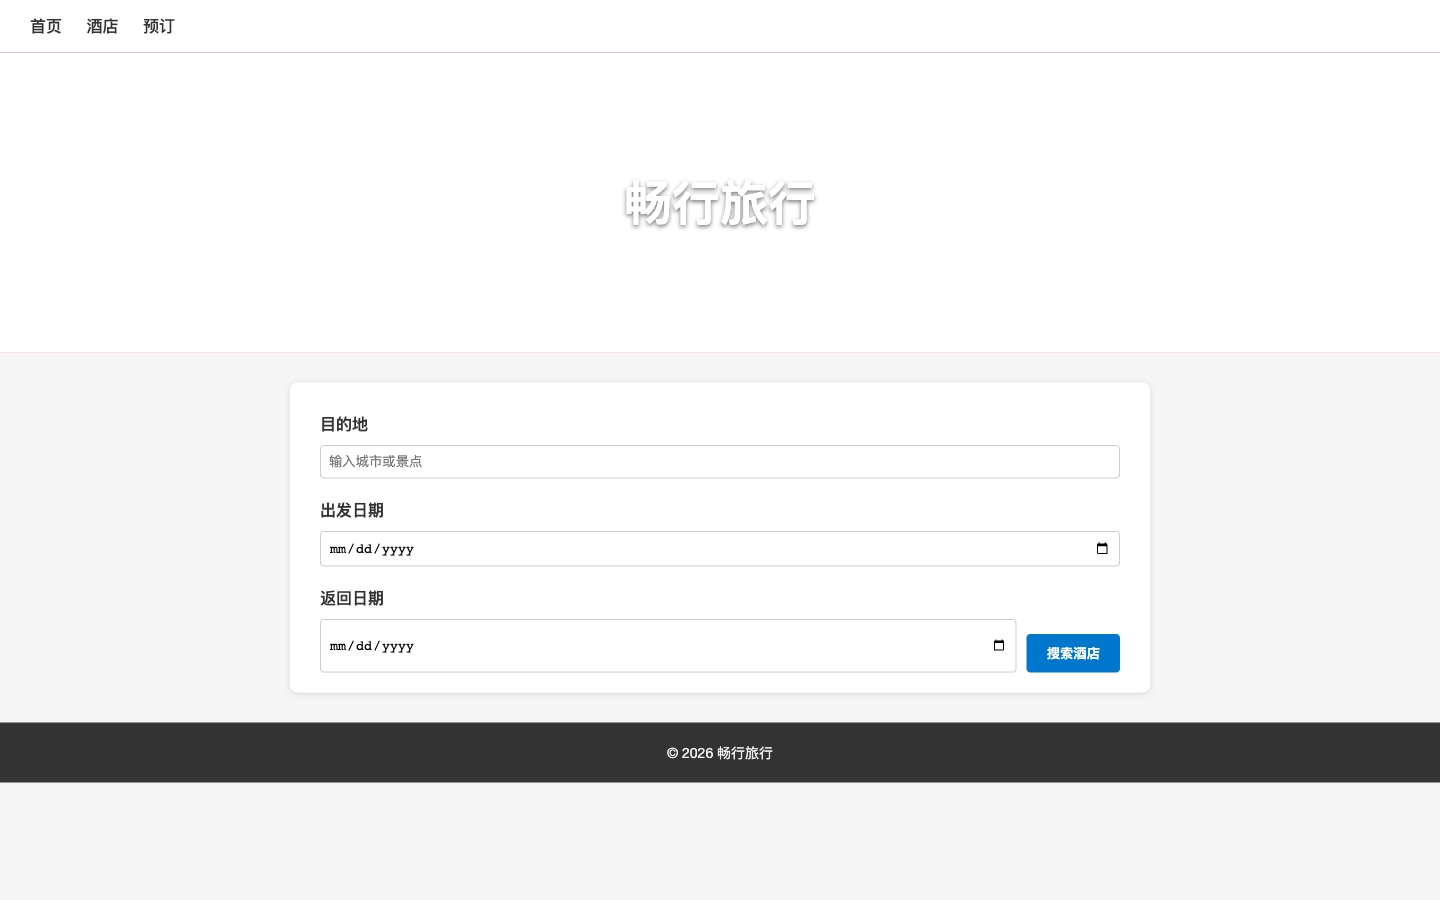 首页 酒店 预订
畅行旅行
目的地
输入城市或景点
出发日期
mm/dd/yyyy
返回日期
mm/dd/yyyy
搜索酒店
© 2026 畅行旅行